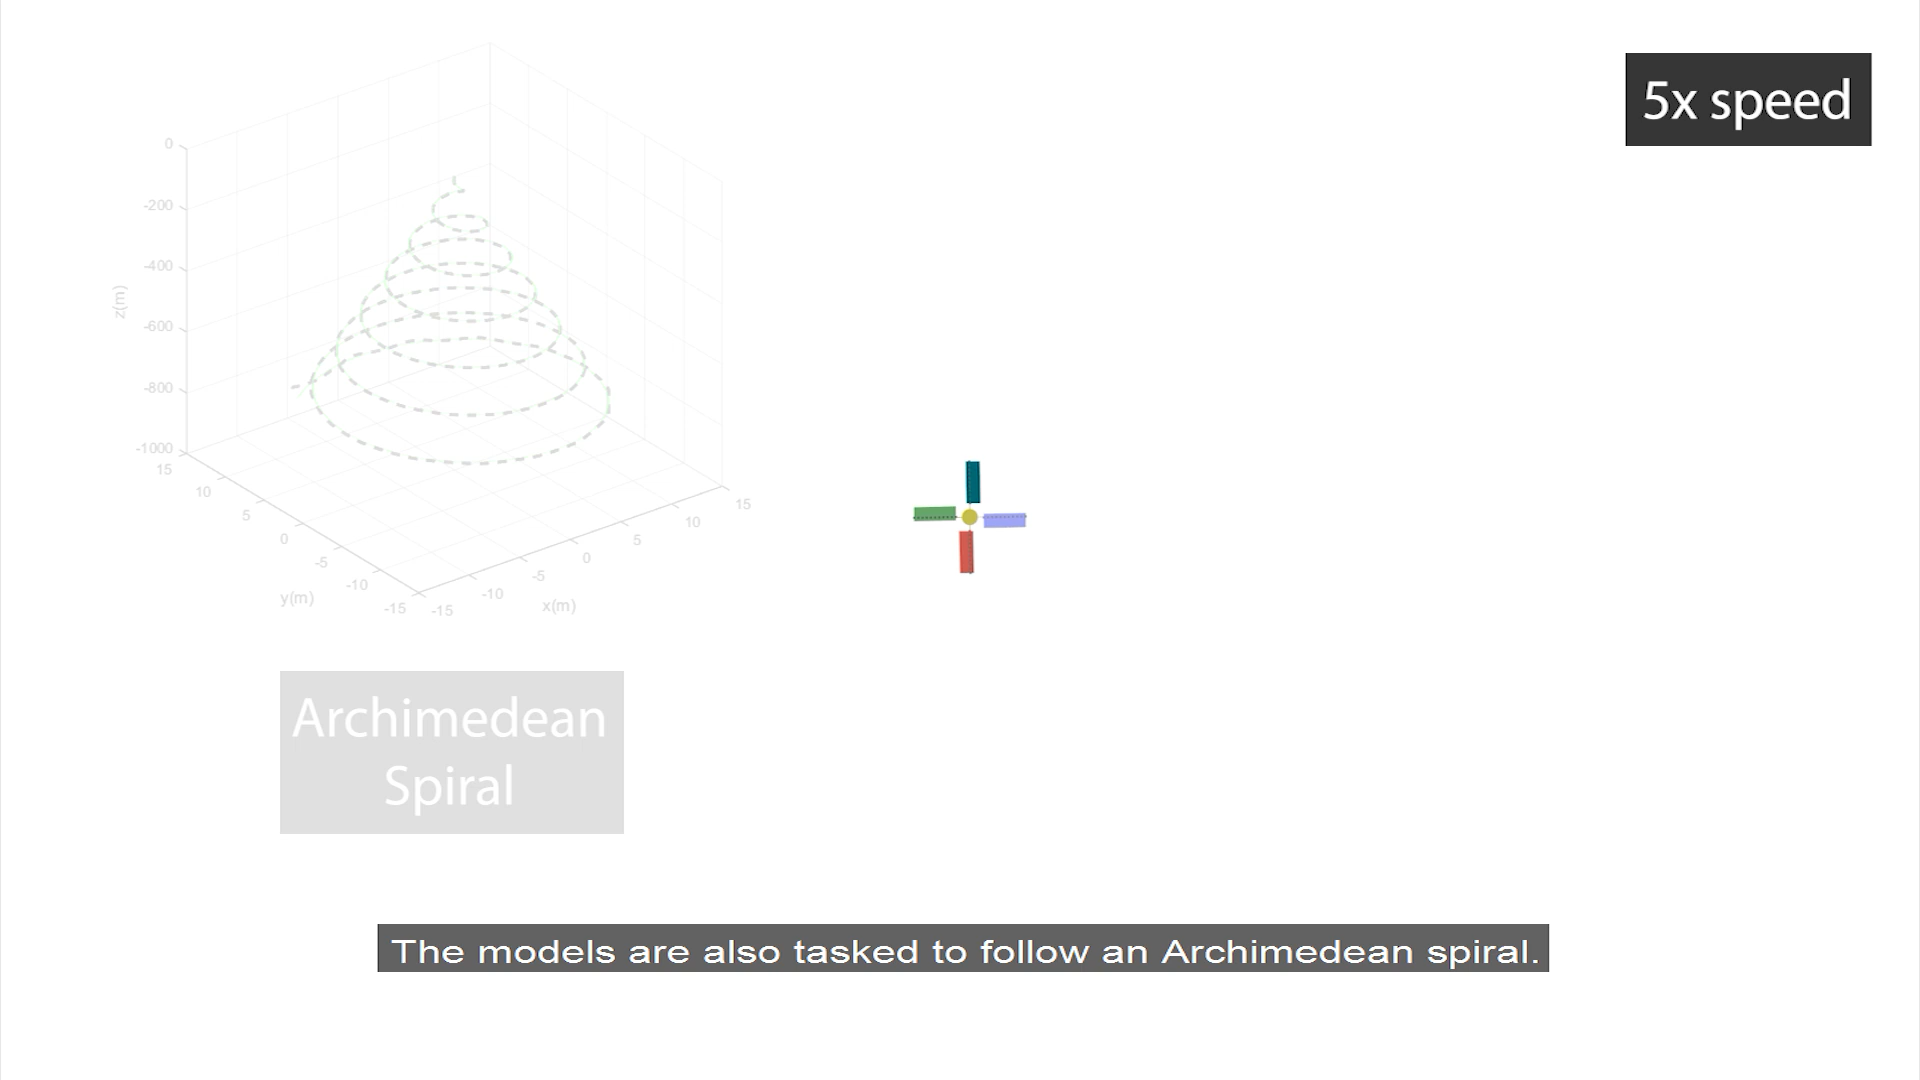 5x speed
0
-200
-400
-600
-800
-1000
z(m)
15
10
5
0
-5
-10
-15
y(m)
-15
-10
-5
0
5
10
15
x(m)
Archimedean
Spiral
The models are also tasked to follow an Archimedean spiral.